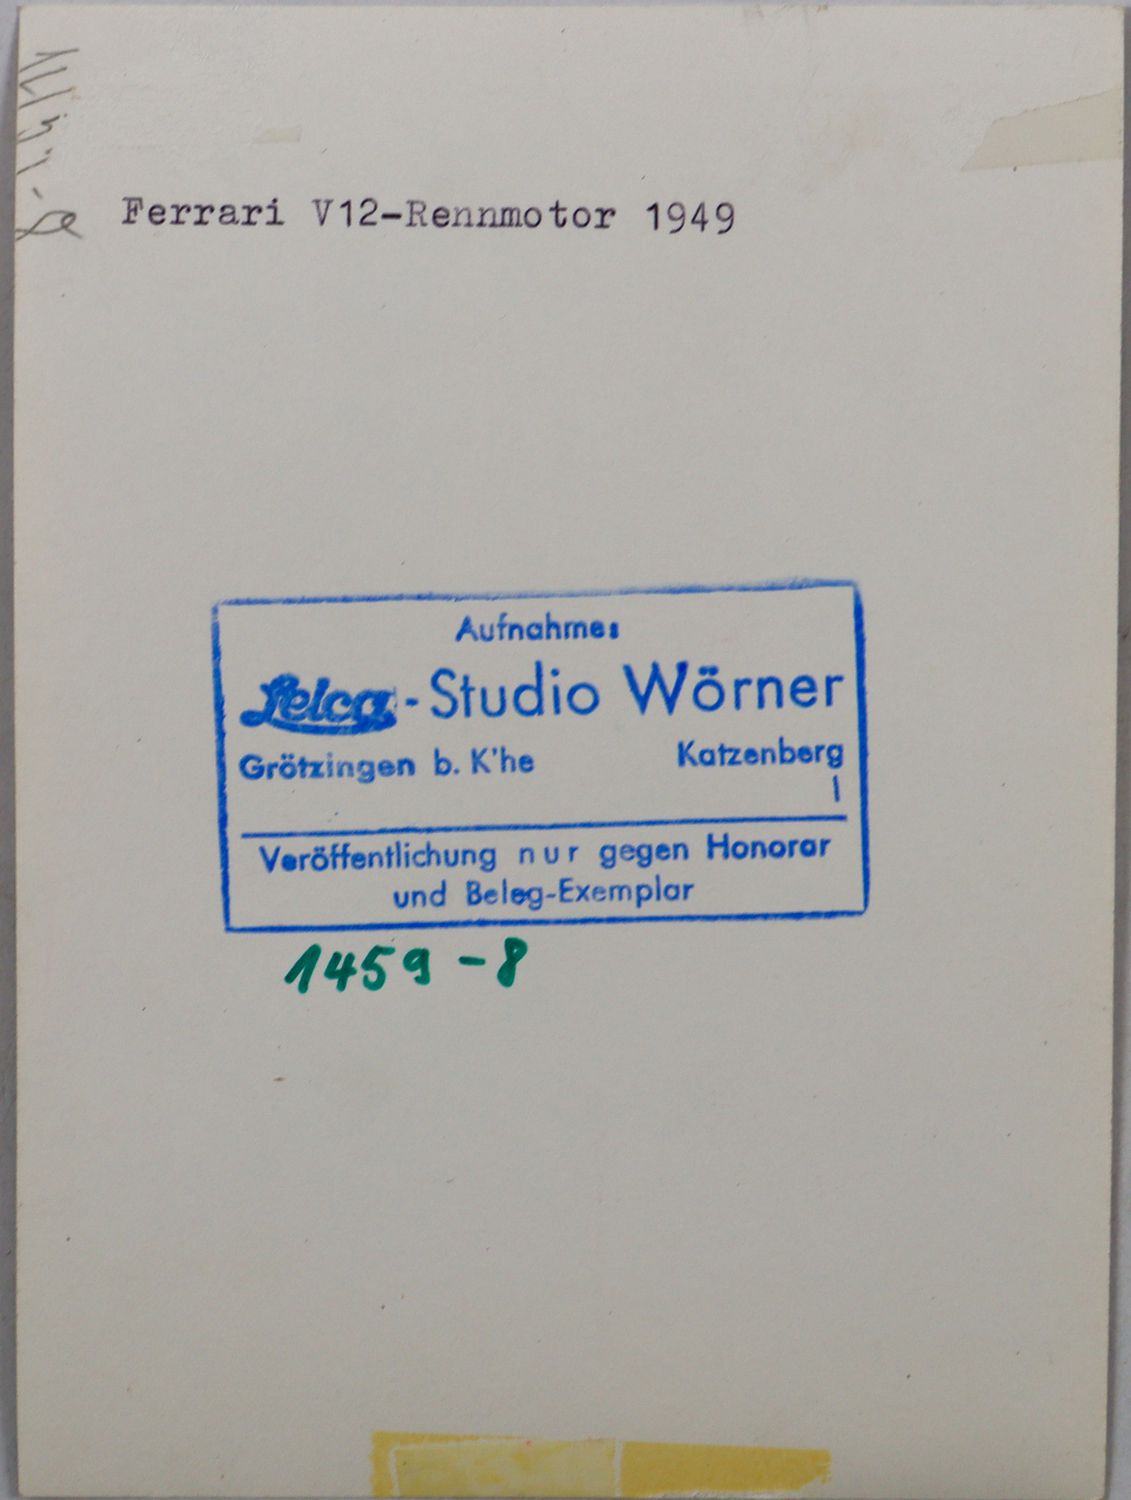 Ferrari V12-Rennmotor 1949
Aufnahme:
Leica - Studio Wörner
Grötzingen b. K'he Katzenberg
1
Veröffentlichung nur gegen Honorar
und Beleg-Exemplar
1459 - 8